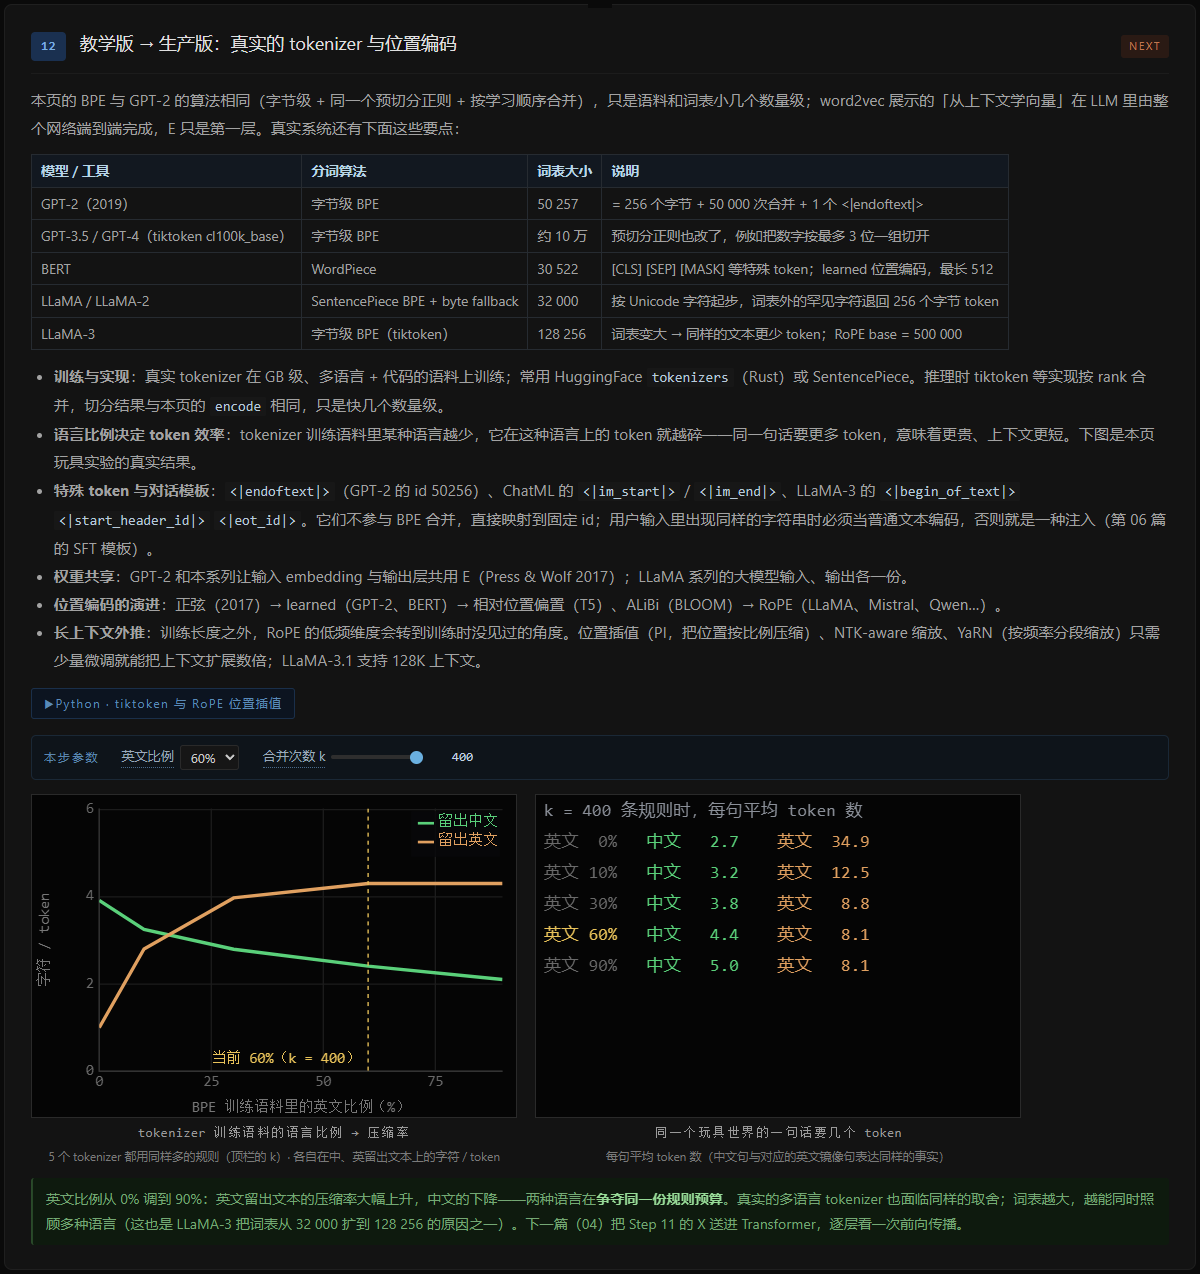 12 教学版 → 生产版：真实的 tokenizer 与位置编码 NEXT
本页的 BPE 与 GPT-2 的算法相同（字节级 + 同一个预切分正则 + 按学习顺序合并），只是语料和词表小几个数量级；word2vec 展示的「从上下文学向量」在 LLM 里由整
个网络端到端完成，E 只是第一层。真实系统还有下面这些要点：
模型 / 工具 分词算法 词表大小 说明
GPT-2（2019） 字节级 BPE 50 257 = 256 个字节 + 50 000 次合并 + 1 个 <|endoftext|>
GPT-3.5 / GPT-4（tiktoken cl100k_base） 字节级 BPE 约 10 万 预切分正则也改了，例如把数字按最多 3 位一组切开
BERT WordPiece 30 522 [CLS] [SEP] [MASK] 等特殊 token；learned 位置编码，最长 512
LLaMA / LLaMA-2 SentencePiece BPE + byte fallback 32 000 按 Unicode 字符起步，词表外的罕见字符退回 256 个字节 token
LLaMA-3 字节级 BPE（tiktoken） 128 256 词表变大 → 同样的文本更少 token；RoPE base = 500 000
• 训练与实现：真实 tokenizer 在 GB 级、多语言 + 代码的语料上训练；常用 HuggingFace tokenizers （Rust）或 SentencePiece。推理时 tiktoken 等实现按 rank 合
并，切分结果与本页的 encode 相同，只是快几个数量级。
• 语言比例决定 token 效率：tokenizer 训练语料里某种语言越少，它在这种语言上的 token 就越碎——同一句话要更多 token，意味着更贵、上下文更短。下图是本页
玩具实验的真实结果。
• 特殊 token 与对话模板： <|endoftext|> （GPT-2 的 id 50256）、ChatML 的 <|im_start|> / <|im_end|> 、LLaMA-3 的 <|begin_of_text|>
<|start_header_id|> <|eot_id|> 。它们不参与 BPE 合并，直接映射到固定 id；用户输入里出现同样的字符串时必须当普通文本编码，否则就是一种注入（第 06 篇
的 SFT 模板）。
• 权重共享：GPT-2 和本系列让输入 embedding 与输出层共用 E（Press & Wolf 2017）；LLaMA 系列的大模型输入、输出各一份。
• 位置编码的演进：正弦（2017）→ learned（GPT-2、BERT）→ 相对位置偏置（T5）、ALiBi（BLOOM）→ RoPE（LLaMA、Mistral、Qwen…）。
• 长上下文外推：训练长度之外，RoPE 的低频维度会转到训练时没见过的角度。位置插值（PI，把位置按比例压缩）、NTK-aware 缩放、YaRN（按频率分段缩放）只需
少量微调就能把上下文扩展数倍；LLaMA-3.1 支持 128K 上下文。
▶Python · tiktoken 与 RoPE 位置插值
本步参数 英文比例 60% 合并次数 k 400
6
留出中文
留出英文
4
字符 / token
2
当前 60%（k = 400）
0
0 25 50 75
BPE 训练语料里的英文比例（%）
tokenizer 训练语料的语言比例 → 压缩率
5 个 tokenizer 都用同样多的规则（顶栏的 k）· 各自在中、英留出文本上的字符 / token
k = 400 条规则时，每句平均 token 数
英文 0% 中文 2.7 英文 34.9
英文 10% 中文 3.2 英文 12.5
英文 30% 中文 3.8 英文 8.8
英文 60% 中文 4.4 英文 8.1
英文 90% 中文 5.0 英文 8.1
同一个玩具世界的一句话要几个 token
每句平均 token 数（中文句与对应的英文镜像句表达同样的事实）
英文比例从 0% 调到 90%：英文留出文本的压缩率大幅上升，中文的下降——两种语言在争夺同一份规则预算。真实的多语言 tokenizer 也面临同样的取舍；词表越大，越能同时照
顾多种语言（这也是 LLaMA-3 把词表从 32 000 扩到 128 256 的原因之一）。下一篇（04）把 Step 11 的 X 送进 Transformer，逐层看一次前向传播。